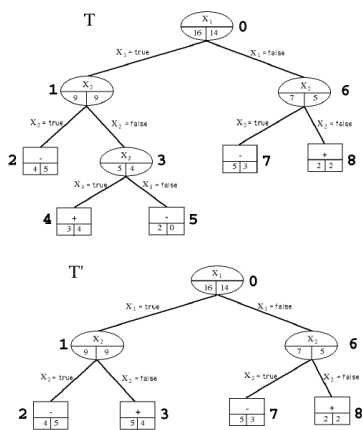 T
X1
0
16 14
X1 = true
X1 = false
1
X2
9 9
X2
6
7 5
X2 = true
X2 = false
X2 = true
X2 = false
2
-
4 5
X2
3
5 4
-
5 3
7
+
2 2
8
X3 = true
X3 = false
4
+
3 4
-
2 0
5
T'
X1
0
16 14
X1 = true
X1 = false
1
X2
9 9
X2
6
7 5
X2 = true
X2 = false
X2 = true
X2 = false
2
-
4 5
+
5 4
3
-
5 3
7
+
2 2
8